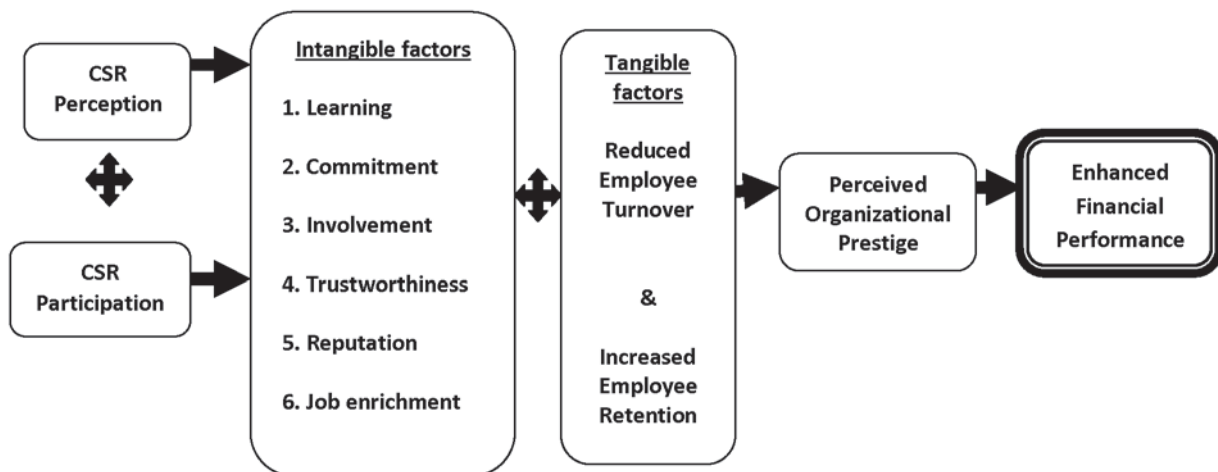 CSR
Perception
CSR
Participation
Intangible factors
1. Learning
2. Commitment
3. Involvement
4. Trustworthiness
5. Reputation
6. Job enrichment
Tangible
factors
Reduced
Employee
Turnover
&
Increased
Employee
Retention
Perceived
Organizational
Prestige
Enhanced
Financial
Performance